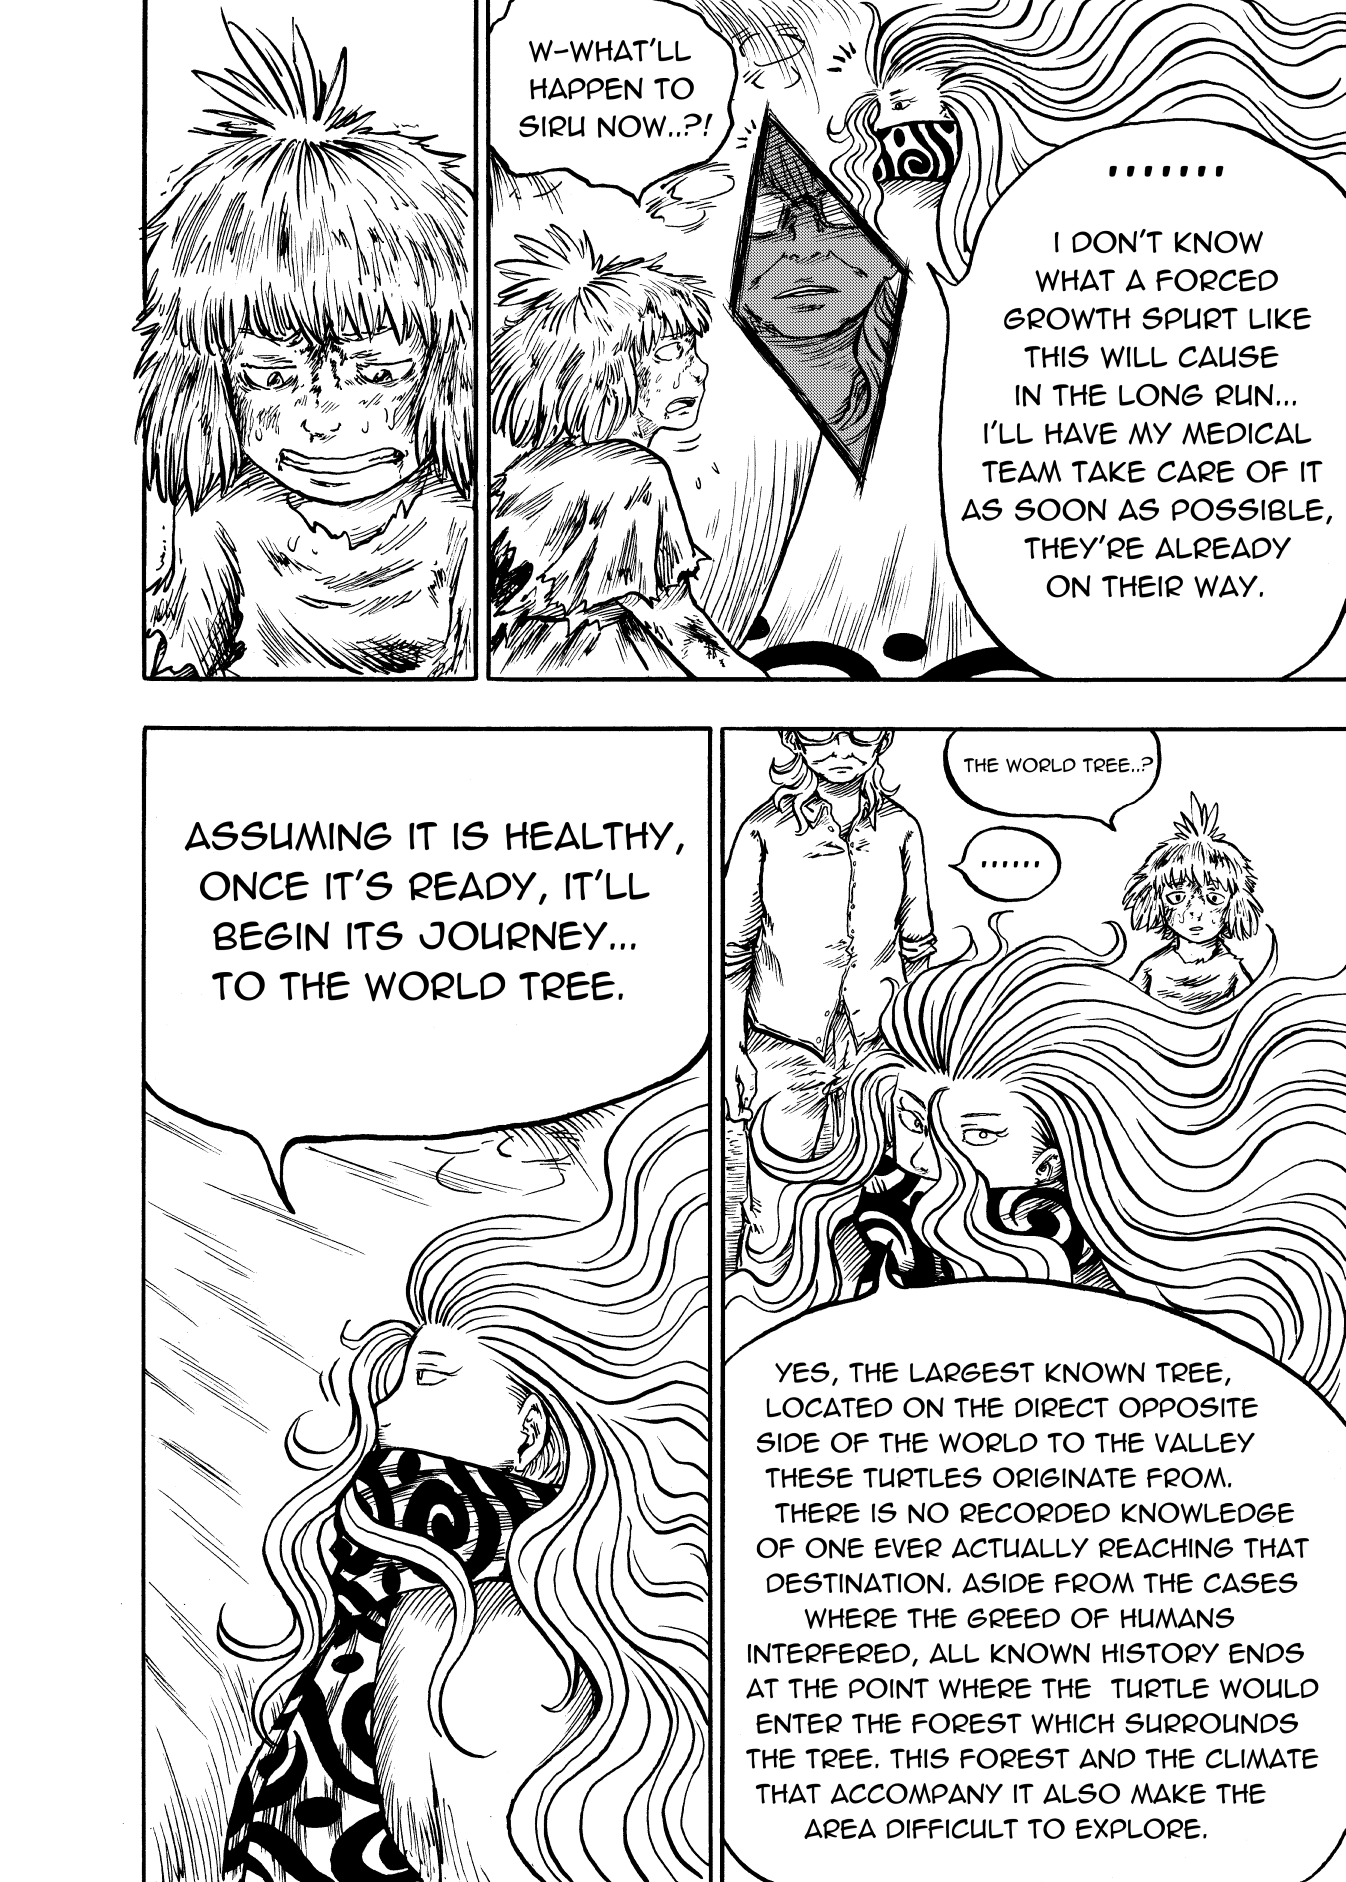 W-WHAT'LL
HAPPEN TO
SIRU NOW..?!
.......
I DON'T KNOW
WHAT A FORCED
GROWTH SPURT LIKE
THIS WILL CAUSE
IN THE LONG RUN...
I'LL HAVE MY MEDICAL
TEAM TAKE CARE OF IT
AS SOON AS POSSIBLE,
THEY'RE ALREADY
ON THEIR WAY.
ASSUMING IT IS HEALTHY,
ONCE IT'S READY, IT'LL
BEGIN ITS JOURNEY...
TO THE WORLD TREE.
THE WORLD TREE..?
......
YES, THE LARGEST KNOWN TREE,
LOCATED ON THE DIRECT OPPOSITE
SIDE OF THE WORLD TO THE VALLEY
THESE TURTLES ORIGINATE FROM.
THERE IS NO RECORDED KNOWLEDGE
OF ONE EVER ACTUALLY REACHING THAT
DESTINATION. ASIDE FROM THE CASES
WHERE THE GREED OF HUMANS
INTERFERED, ALL KNOWN HISTORY ENDS
AT THE POINT WHERE THE TURTLE WOULD
ENTER THE FOREST WHICH SURROUNDS
THE TREE. THIS FOREST AND THE CLIMATE
THAT ACCOMPANY IT ALSO MAKE THE
AREA DIFFICULT TO EXPLORE.